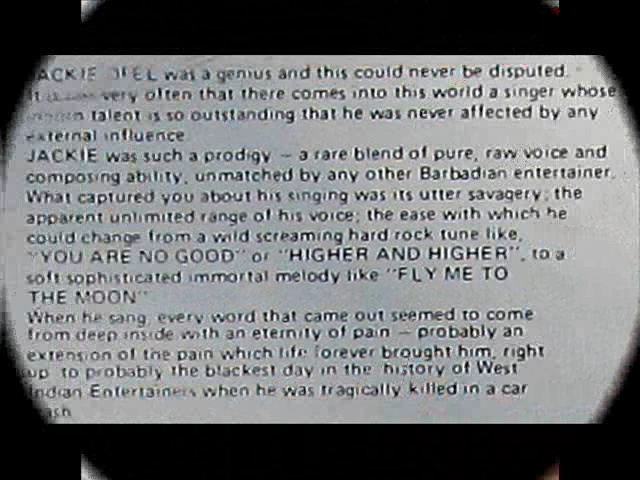 JACKIE OPEL was a genius and this could never be disputed.
It is not very often that there comes into this world a singer whose
talent is so outstanding that he was never affected by any
external influence.
JACKIE was such a prodigy — a rare blend of pure, raw voice and
composing ability, unmatched by any other Barbadian entertainer.
What captured you about his singing was its utter savagery; the
apparent unlimited range of his voice; the ease with which he
could change from a wild screaming hard rock tune like,
"YOU ARE NO GOOD" or "HIGHER AND HIGHER", to a
soft sophisticated immortal melody like "FLY ME TO
THE MOON"
When he sang, every word that came out seemed to come
from deep inside with an eternity of pain — probably an
extension of the pain which life forever brought him, right
up to probably the blackest day in the history of West
Indian Entertainers when he was tragically killed in a car